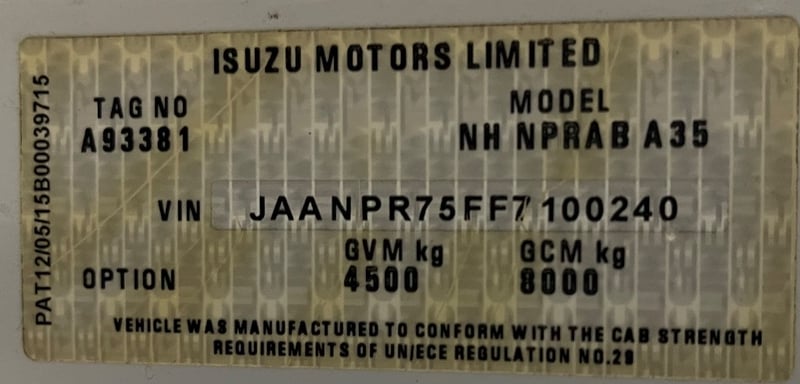 ISUZU MOTORS LIMITED
TAG NO
A93381
MODEL
NH NPRAB A35
VIN JAANPR75FF7100240
OPTION
GVM kg
4500
GCM kg
8000
VEHICLE WAS MANUFACTURED TO CONFORM WITH THE CAB STRENGTH
REQUIREMENTS OF UN/ECE REGULATION NO.29
PAT12/05/15B00039715